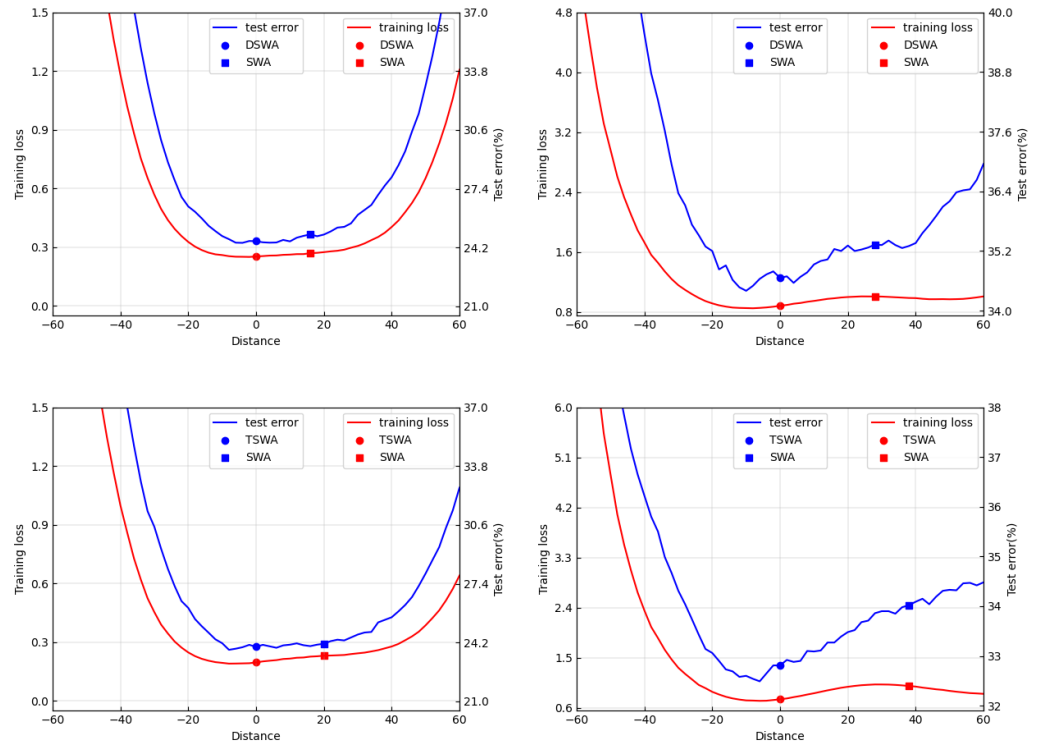 1.5
1.2
0.9
0.6
0.3
0.0
Training loss
37.0
33.8
30.6
27.4
24.2
21.0
Test error(%)
test error
DSWA
SWA
training loss
DSWA
SWA
−60 −40 −20 0 20 40 60
Distance
4.8
4.0
3.2
2.4
1.6
0.8
Training loss
40.0
38.8
37.6
36.4
35.2
34.0
Test error(%)
test error
DSWA
SWA
training loss
DSWA
SWA
−60 −40 −20 0 20 40 60
Distance
1.5
1.2
0.9
0.6
0.3
0.0
Training loss
37.0
33.8
30.6
27.4
24.2
21.0
Test error(%)
test error
TSWA
SWA
training loss
TSWA
SWA
−60 −40 −20 0 20 40 60
Distance
6.0
5.1
4.2
3.3
2.4
1.5
0.6
Training loss
38
37
36
35
34
33
32
Test error(%)
test error
TSWA
SWA
training loss
TSWA
SWA
−60 −40 −20 0 20 40 60
Distance